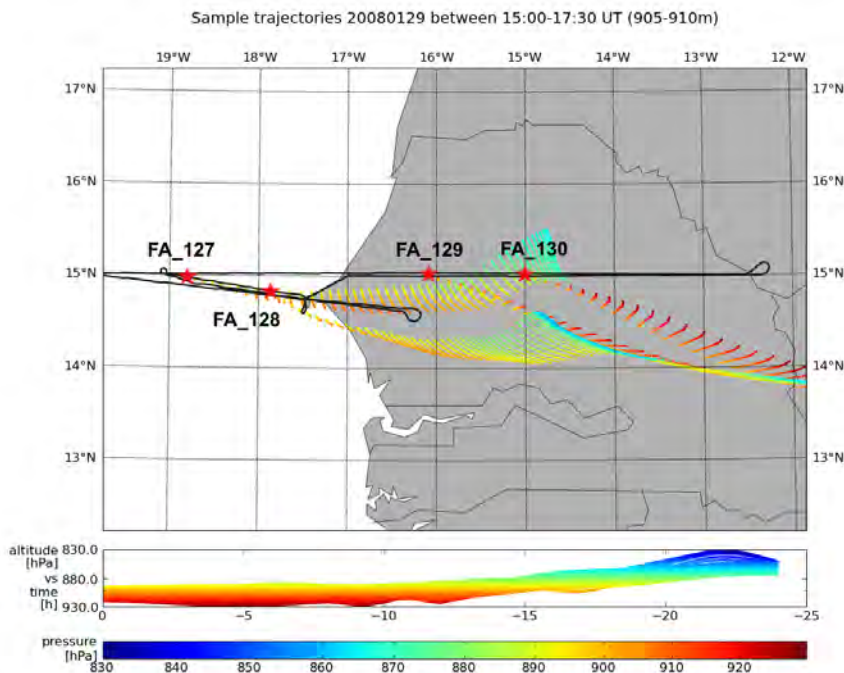 Sample trajectories 20080129 between 15:00-17:30 UT (905-910m)
19°W 18°W 17°W 16°W 15°W 14°W 13°W 12°W
17°N 17°N
16°N 16°N
FA_127 FA_129 FA_130
15°N 15°N
FA_128
14°N 14°N
13°N 13°N
altitude 830.0
[hPa]
vs 880.0
time
[h] 930.0
0 −5 −10 −15 −20 −25
pressure
[hPa]
830 840 850 860 870 880 890 900 910 920